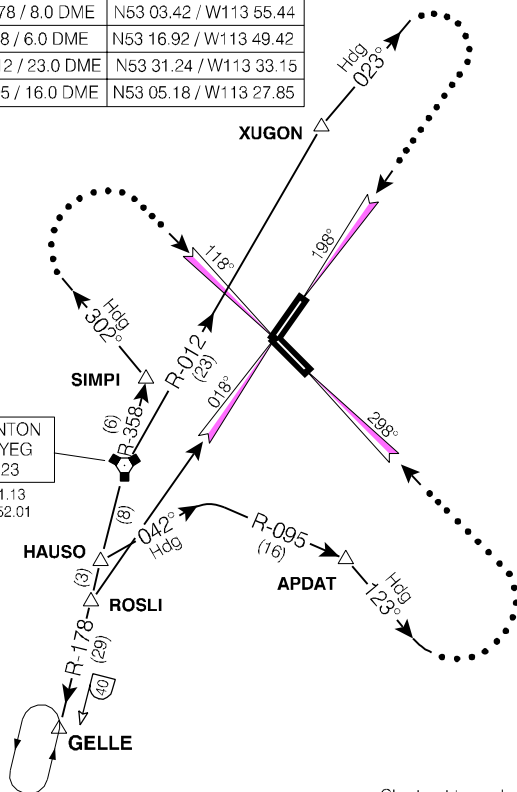 78 / 8.0 DME N53 03.42 / W113 55.44
8 / 6.0 DME N53 16.92 / W113 49.42
12 / 23.0 DME N53 31.24 / W113 33.15
5 / 16.0 DME N53 05.18 / W113 27.85
Hdg
023°
XUGON
118°
198°
Hdg
302°
SIMPI
R-012
(23)
018°
298°
(6)
R-358
NTON
YEG
23
1.13
52.01
(8)
042°
Hdg
R-095
(16)
HAUSO
APDAT
(3)
ROSLI
Hdg
123°
R-178
(29)
40
GELLE